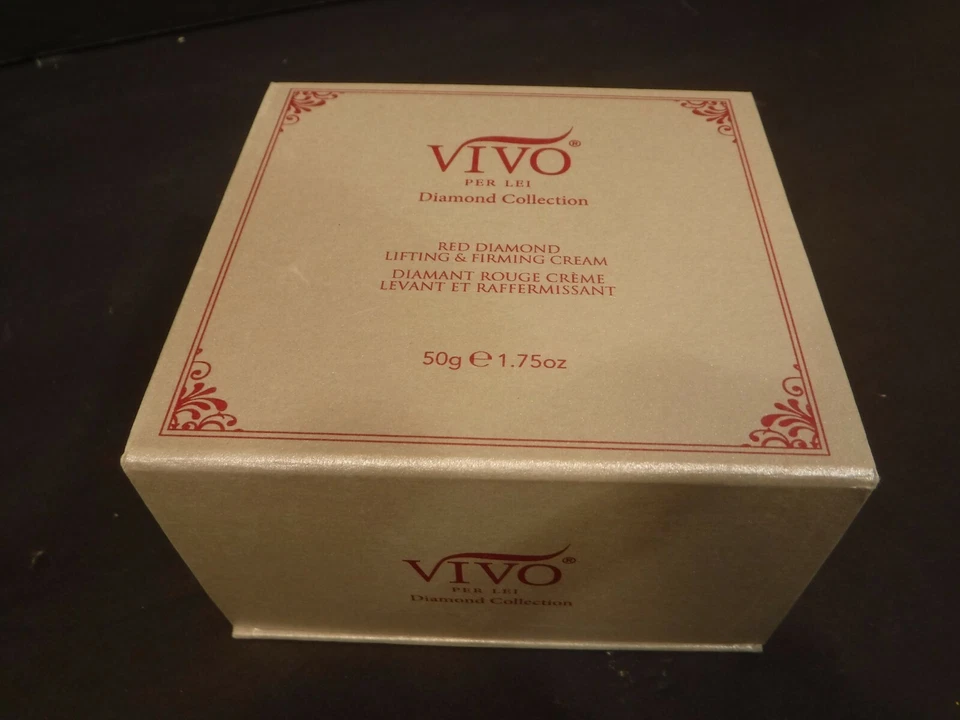 VIVO®
PER LEI
Diamond Collection
RED DIAMOND
LIFTING & FIRMING CREAM
DIAMANT ROUGE CRÈME
LEVANT ET RAFFERMISSANT
50g ℮ 1.75oz
VIVO®
PER LEI
Diamond Collection